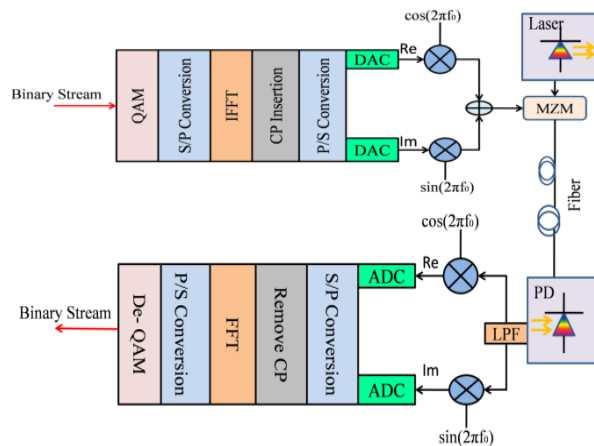 cos(2πf₀)
Laser
Re
DAC
Binary Stream
QAM
S/P Conversion
IFFT
CP Insertion
P/S Conversion
MZM
DAC
Im
sin(2πf₀)
Fiber
cos(2πf₀)
Re
ADC
PD
Binary Stream
De- QAM
P/S Conversion
FFT
Remove CP
S/P Conversion
LPF
Im
ADC
sin(2πf₀)